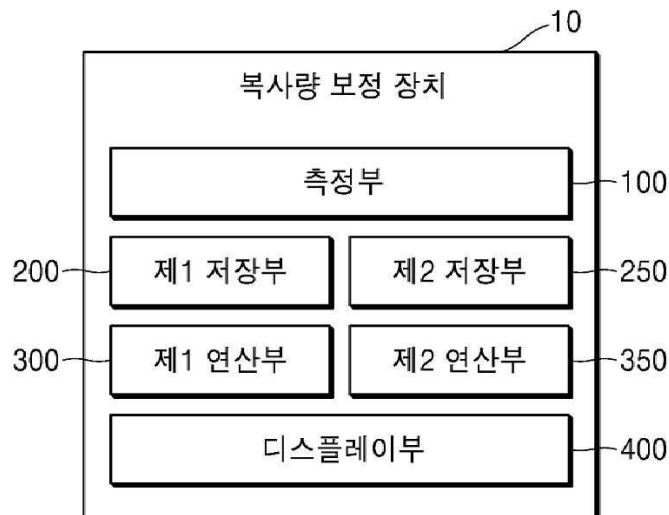 10
복사량 보정 장치
측정부 100
200 제1 저장부 제2 저장부 250
300 제1 연산부 제2 연산부 350
디스플레이부 400